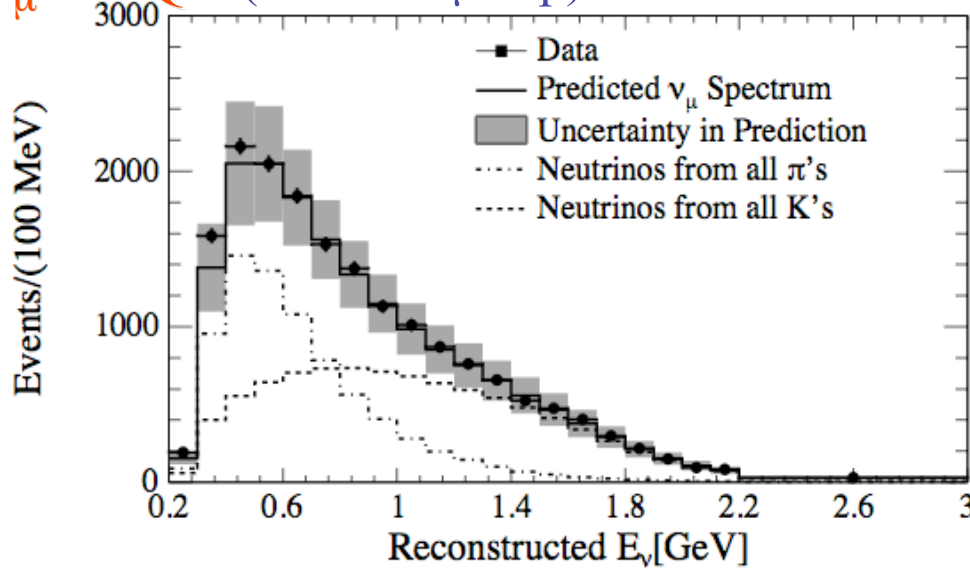 3000
2000
1000
0
Events/(100 MeV)
Data
Predicted νμ Spectrum
Uncertainty in Prediction
Neutrinos from all π's
Neutrinos from all K's
0.2 0.6 1 1.4 1.8 2.2 2.6 3
Reconstructed Eν[GeV]